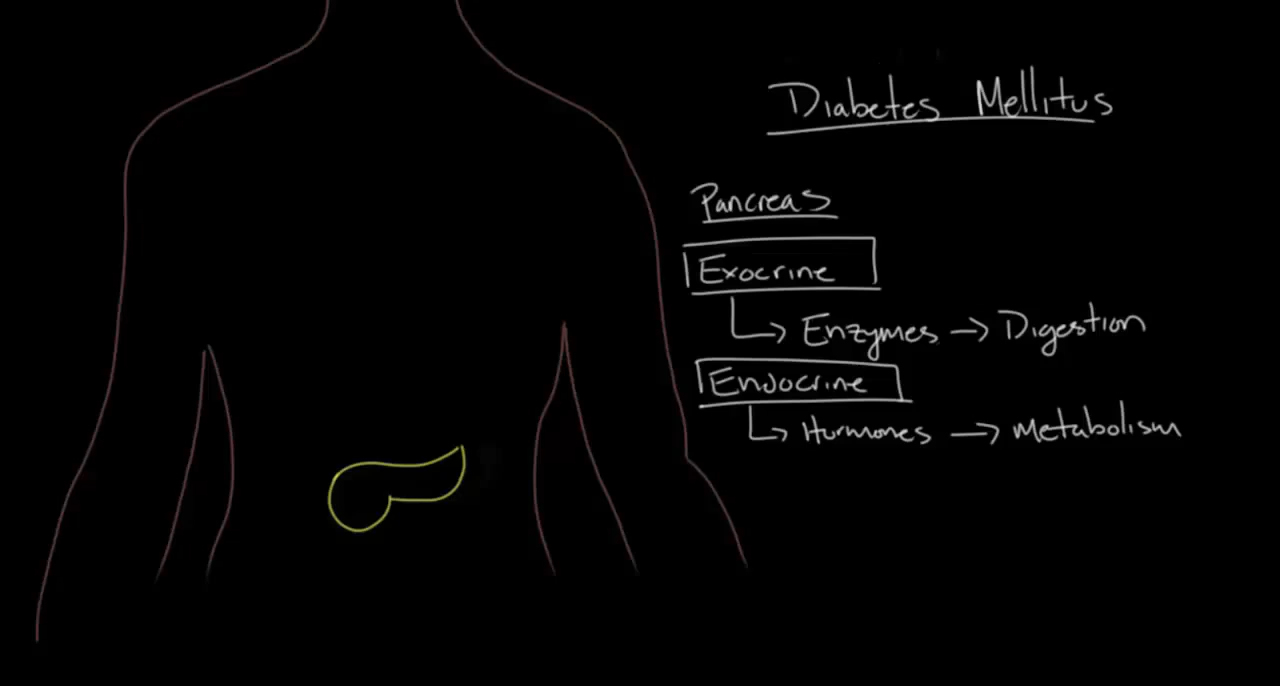 Diabetes Mellitus
Pancreas
Exocrine
→ Enzymes → Digestion
Endocrine
→ Hormones → Metabolism